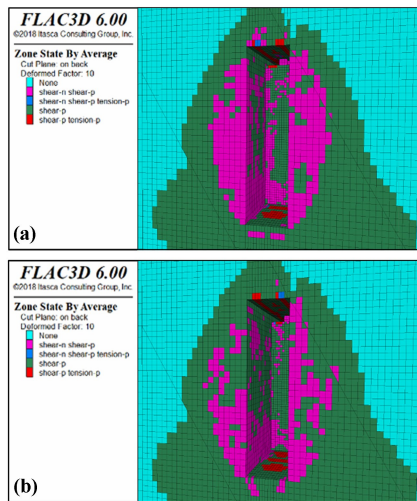 FLAC3D 6.00
©2018 Itasca Consulting Group, Inc.
Zone State By Average
Cut Plane: on back
Deformed Factor: 10
None
shear-n shear-p
shear-n shear-p tension-p
shear-p
shear-p tension-p
(a)
FLAC3D 6.00
©2018 Itasca Consulting Group, Inc.
Zone State By Average
Cut Plane: on back
Deformed Factor: 10
None
shear-n shear-p
shear-n shear-p tension-p
shear-p
shear-p tension-p
(b)